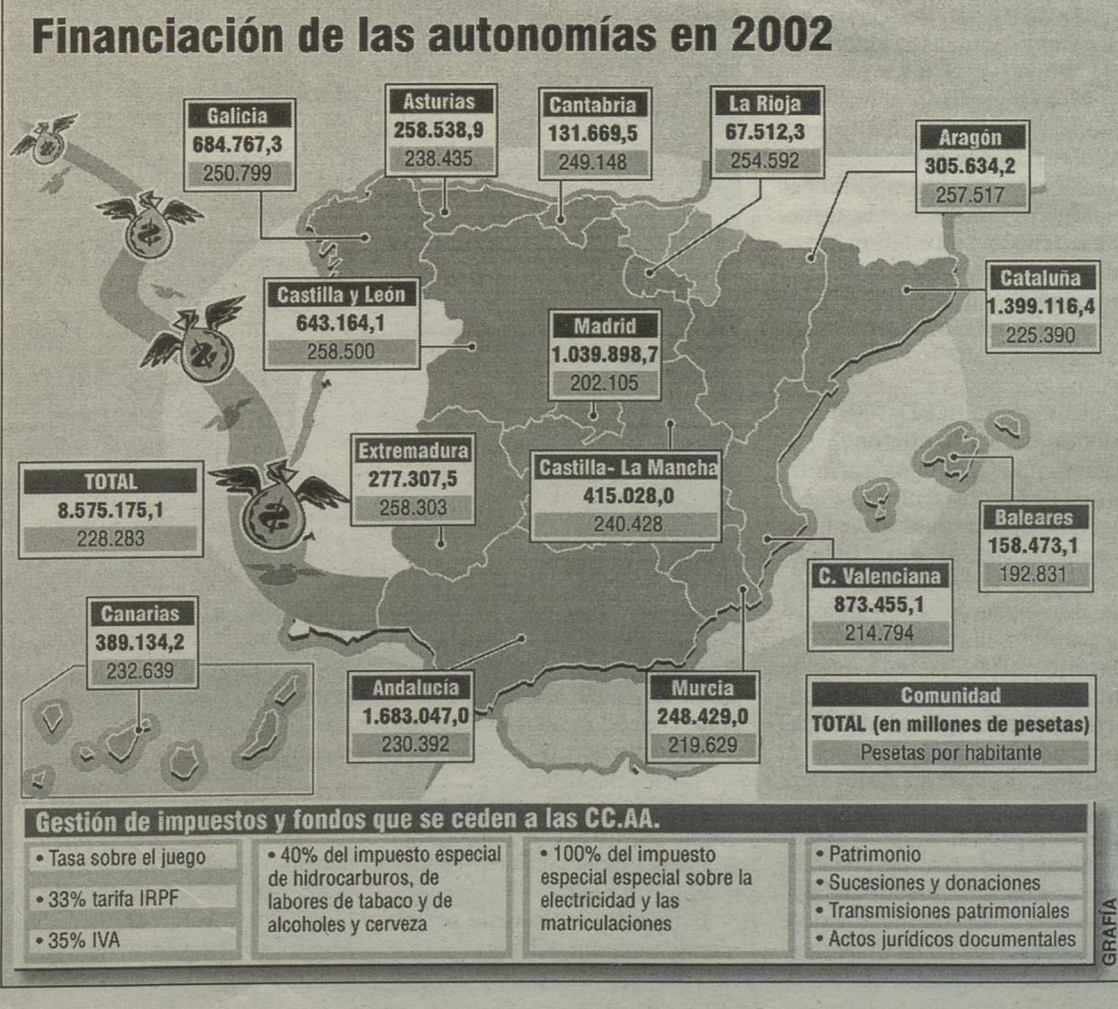 Financiación de las autonomías en 2002
Galicia
684.767,3
250.799
Asturias
258.538,9
238.435
Cantabria
131.669,5
249.148
La Rioja
67.512,3
254.592
Aragón
305.634,2
257.517
Castilla y León
643.164,1
258.500
Madrid
1.039.898,7
202.105
Cataluña
1.399.116,4
225.390
TOTAL
8.575.175,1
228.283
Extremadura
277.307,5
258.303
Castilla- La Mancha
415.028,0
240.428
Baleares
158.473,1
192.831
C. Valenciana
873.455,1
214.794
Canarias
389.134,2
232.639
Andalucía
1.683.047,0
230.392
Murcia
248.429,0
219.629
Comunidad
TOTAL (en millones de pesetas)
Pesetas por habitante
Gestión de impuestos y fondos que se ceden a las CC.AA.
• Tasa sobre el juego
• 33% tarifa IRPF
• 35% IVA
• 40% del impuesto especial
de hidrocarburos, de
labores de tabaco y de
alcoholes y cerveza
• 100% del impuesto
especial especial sobre la
electricidad y las
matriculaciones
• Patrimonio
• Sucesiones y donaciones
• Transmisiones patrimoniales
• Actos jurídicos documentales
GRAFÍA